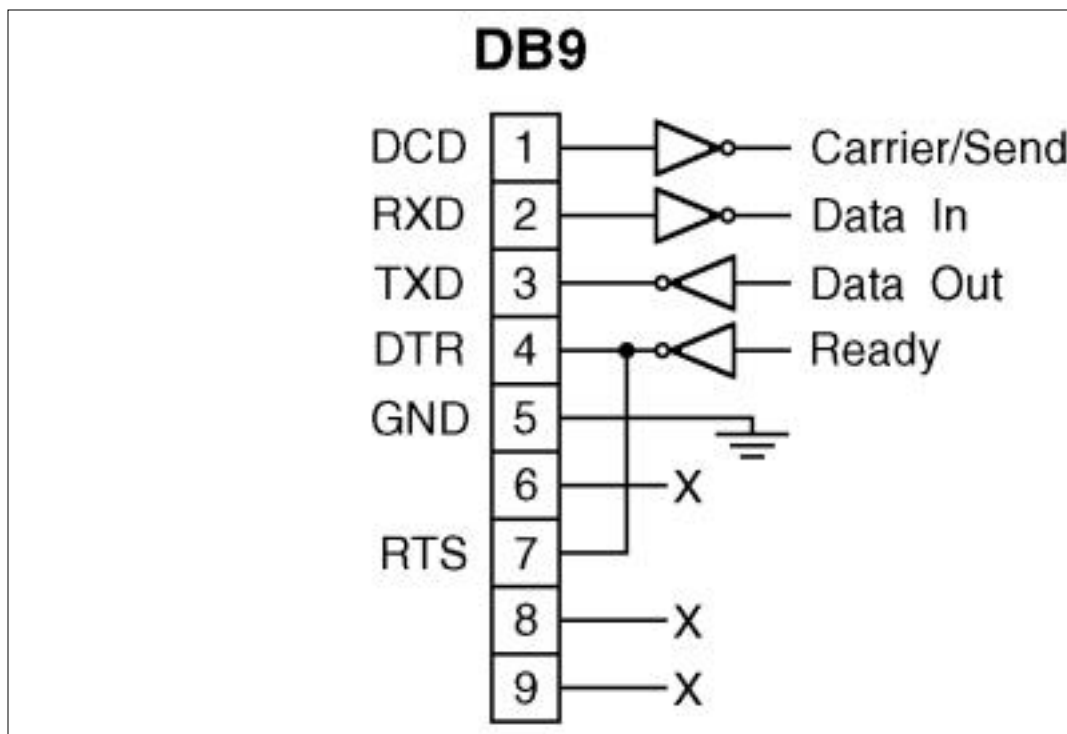 DB9
DCD 1 Carrier/Send
RXD 2 Data In
TXD 3 Data Out
DTR 4 Ready
GND 5
6 X
RTS 7
8 X
9 X